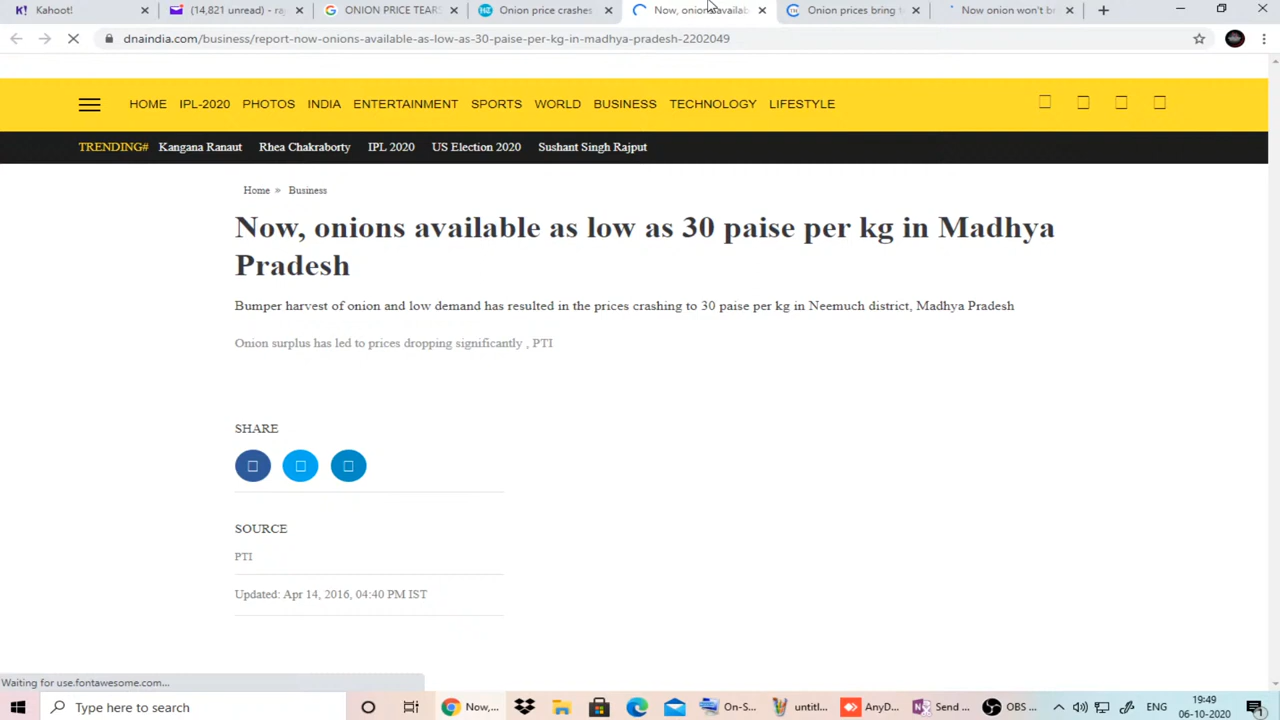 Kahoot!
(14,821 unread) - raj
ONION PRICE TEARS
Onion price crashes
Now, onions availab
Onion prices bring t
Now onion won't b
dnaindia.com/business/report-now-onions-available-as-low-as-30-paise-per-kg-in-madhya-pradesh-2202049
HOME IPL-2020 PHOTOS INDIA ENTERTAINMENT SPORTS WORLD BUSINESS TECHNOLOGY LIFESTYLE
TRENDING# Kangana Ranaut Rhea Chakraborty IPL 2020 US Election 2020 Sushant Singh Rajput
Home » Business
Now, onions available as low as 30 paise per kg in Madhya
Pradesh
Bumper harvest of onion and low demand has resulted in the prices crashing to 30 paise per kg in Neemuch district, Madhya Pradesh
Onion surplus has led to prices dropping significantly , PTI
SHARE
SOURCE
PTI
Updated: Apr 14, 2016, 04:40 PM IST
Waiting for use.fontawesome.com...
Type here to search
Now,...
On-S...
untitl...
AnyD...
Send ...
OBS ...
ENG
19:49
06-10-2020